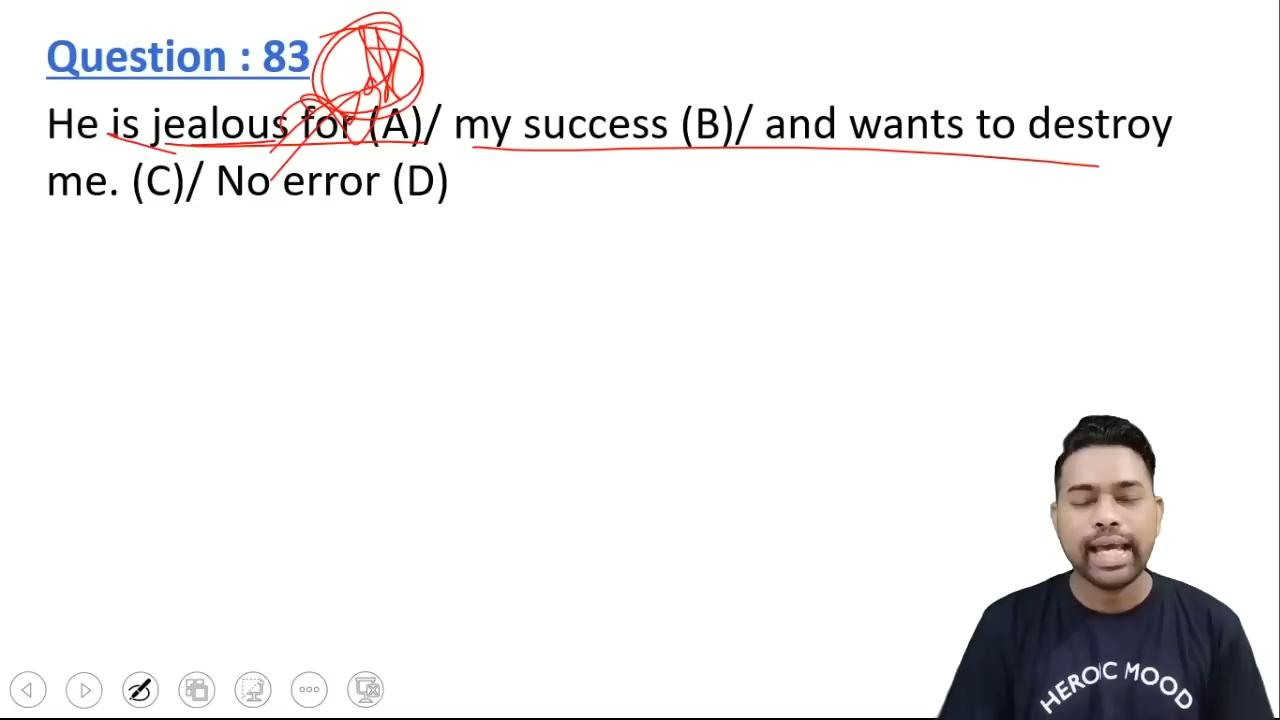 Question : 83
He is jealous for (A)/ my success (B)/ and wants to destroy
me. (C)/ No error (D)
HEROIC MOOD